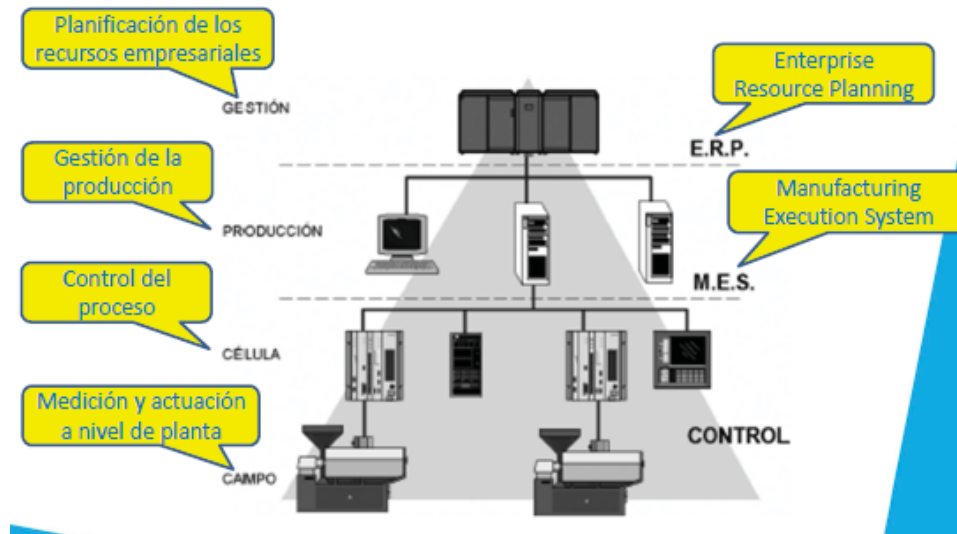 Planificación de los
recursos empresariales
GESTIÓN
Enterprise
Resource Planning
E.R.P.
Gestión de la
producción
PRODUCCIÓN
Manufacturing
Execution System
M.E.S.
Control del
proceso
CÉLULA
Medición y actuación
a nivel de planta
CONTROL
CAMPO